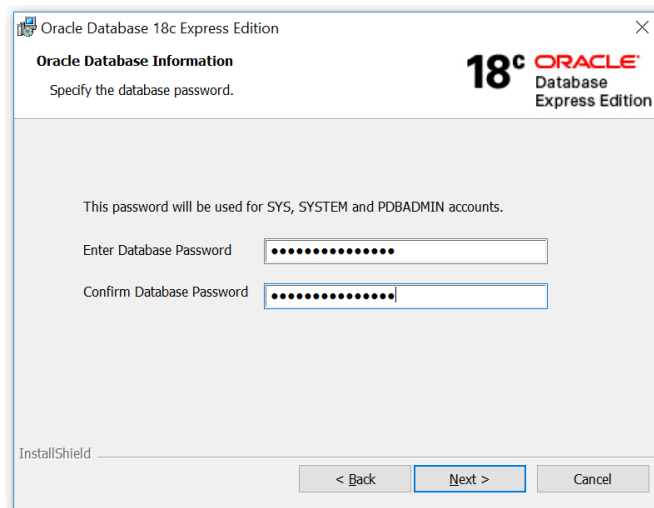 Oracle Database 18c Express Edition
Oracle Database Information
Specify the database password.
18c ORACLE
Database
Express Edition
This password will be used for SYS, SYSTEM and PDBADMIN accounts.
Enter Database Password
●●●●●●●●●●●●●●●
Confirm Database Password
●●●●●●●●●●●●●●●
InstallShield
< Back
Next >
Cancel